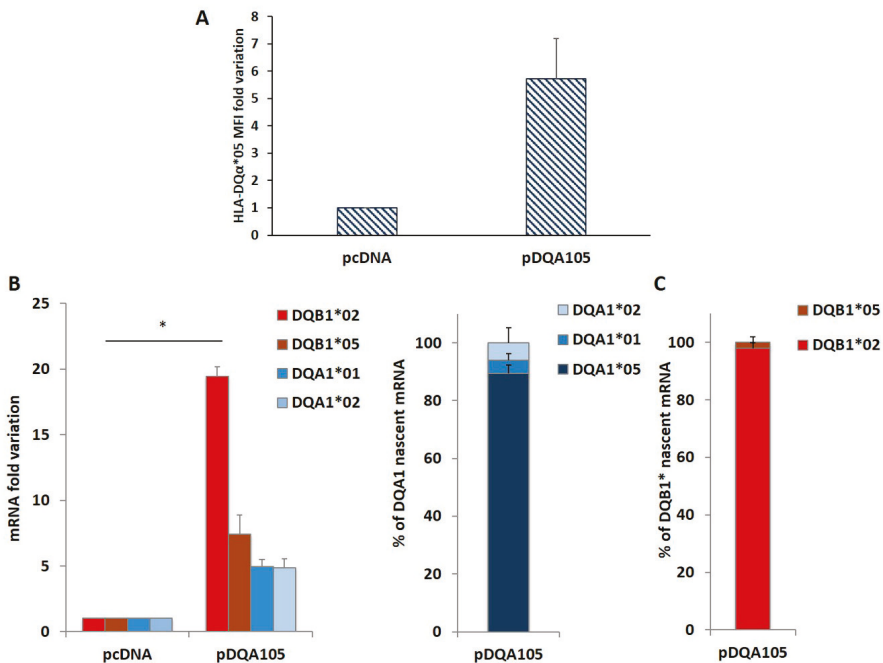 A
HLA-DQα*05 MFI fold variation
8
7
6
5
4
3
2
1
0
pcDNA
pDQA105
B
mRNA fold variation
25
20
15
10
5
0
*
pcDNA
pDQA105
DQB1*02
DQB1*05
DQA1*01
DQA1*02
% of DQA1 nascent mRNA
100
80
60
40
20
0
pDQA105
DQA1*02
DQA1*01
DQA1*05
C
% of DQB1* nascent mRNA
100
80
60
40
20
0
pDQA105
DQB1*05
DQB1*02